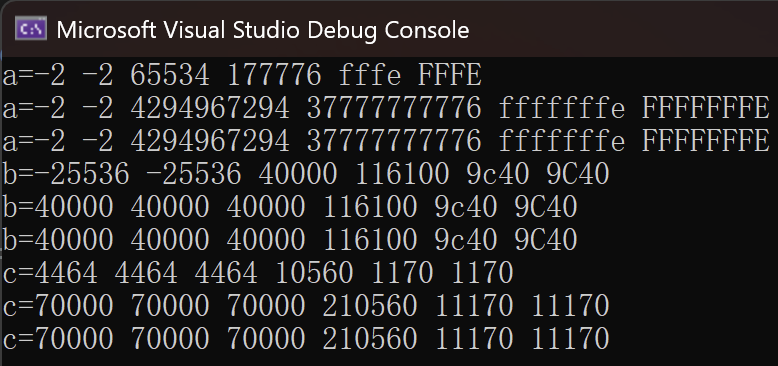 C:\
Microsoft Visual Studio Debug Console
a=-2 -2 65534 177776 fffe FFFE
a=-2 -2 4294967294 37777777776 fffffffe FFFFFFFE
a=-2 -2 4294967294 37777777776 fffffffe FFFFFFFE
b=-25536 -25536 40000 116100 9c40 9C40
b=40000 40000 40000 116100 9c40 9C40
b=40000 40000 40000 116100 9c40 9C40
c=4464 4464 4464 10560 1170 1170
c=70000 70000 70000 210560 11170 11170
c=70000 70000 70000 210560 11170 11170